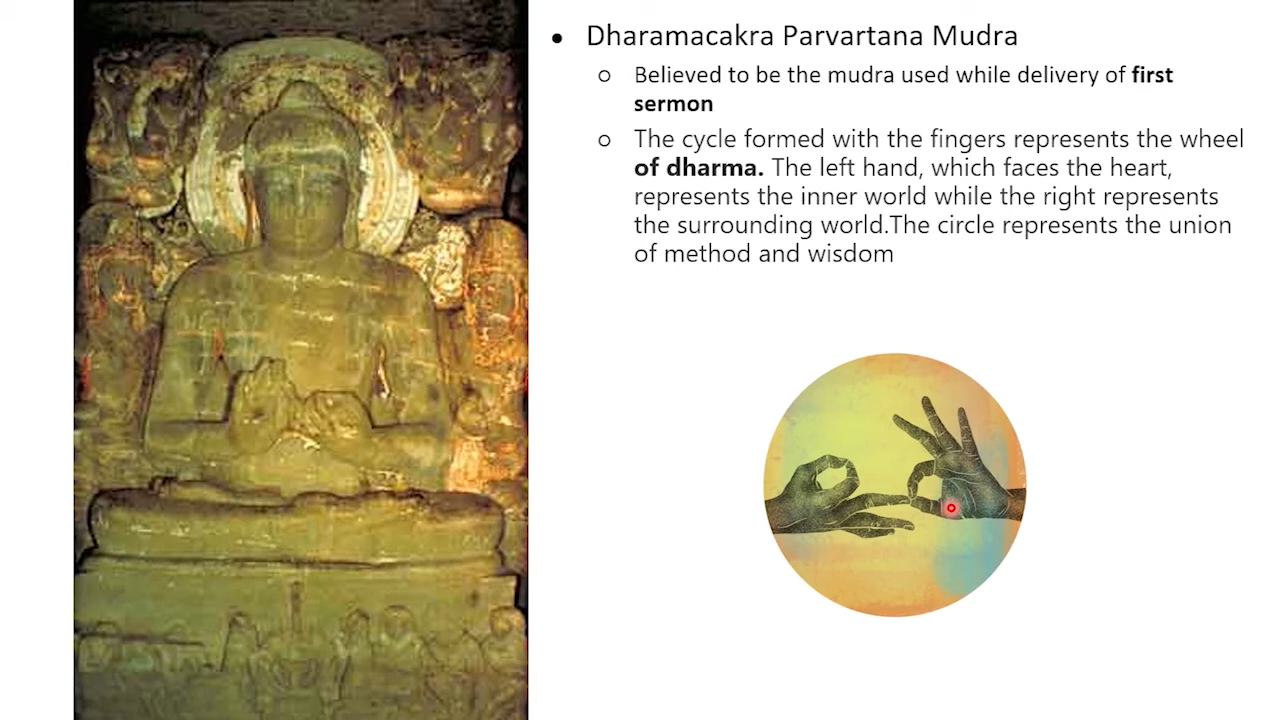 Dharamacakra Parvartana Mudra
Believed to be the mudra used while delivery of first
sermon
The cycle formed with the fingers represents the wheel
of dharma. The left hand, which faces the heart,
represents the inner world while the right represents
the surrounding world.The circle represents the union
of method and wisdom